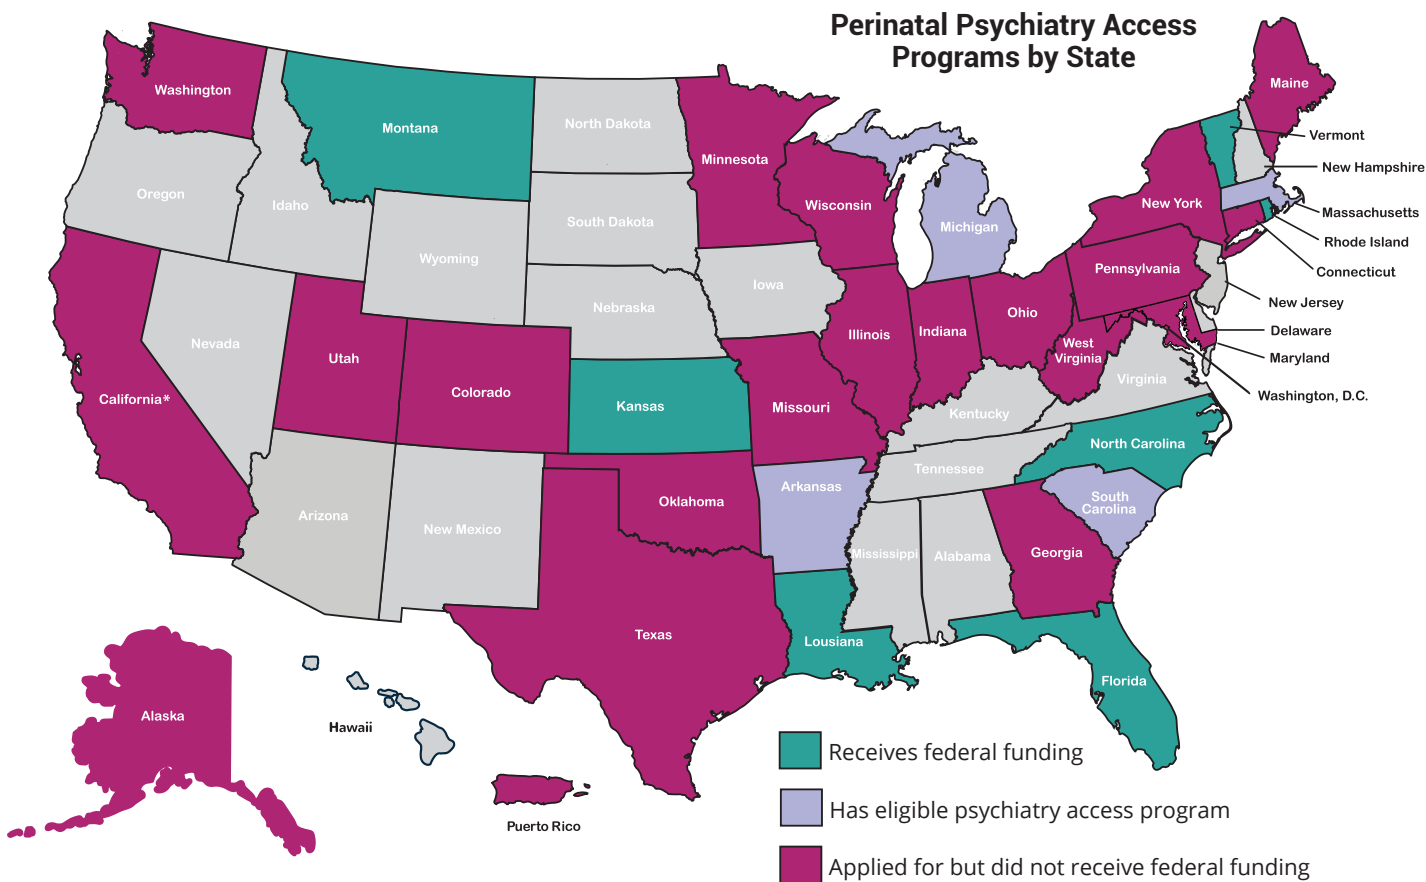 Perinatal Psychiatry Access
Programs by State
Washington
Montana
North Dakota
Minnesota
Maine
Vermont
New Hampshire
Oregon
Idaho
South Dakota
Wisconsin
Michigan
New York
Massachusetts
Rhode Island
Connecticut
Wyoming
Pennsylvania
New Jersey
Iowa
Nebraska
Nevada
Utah
Colorado
Illinois
Indiana
Ohio
West
Virginia
Delaware
Maryland
Virginia
Washington, D.C.
California*
Kansas
Missouri
Kentucky
North Carolina
Tennessee
Arizona
New Mexico
Oklahoma
Arkansas
South
Carolina
Mississippi
Alabama
Georgia
Texas
Lousiana
Florida
Alaska
Hawaii
Puerto Rico
Receives federal funding
Has eligible psychiatry access program
Applied for but did not receive federal funding